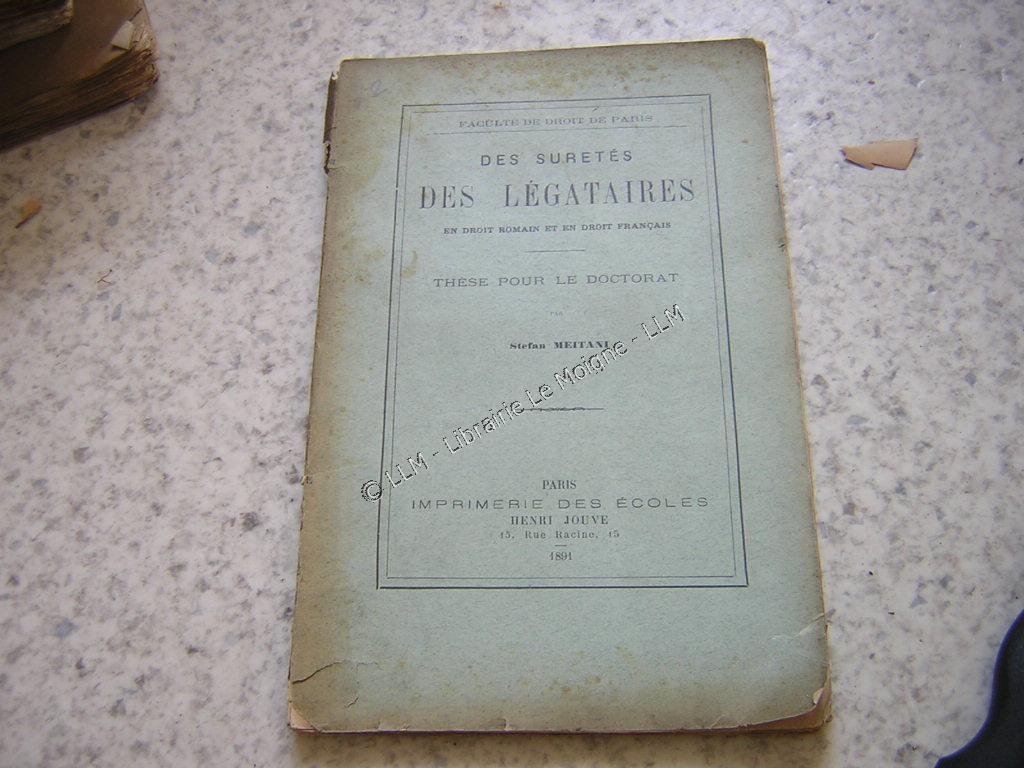 FACULTÉ DE DROIT DE PARIS
DES SURETÉS
DES LÉGATAIRES
EN DROIT ROMAIN ET EN DROIT FRANÇAIS
THÈSE POUR LE DOCTORAT
PAR
Stefan MEITANI
© LLM - Librairie Le Moigne - LLM
PARIS
IMPRIMERIE DES ÉCOLES
HENRI JOUVE
15, Rue Racine, 15
1891